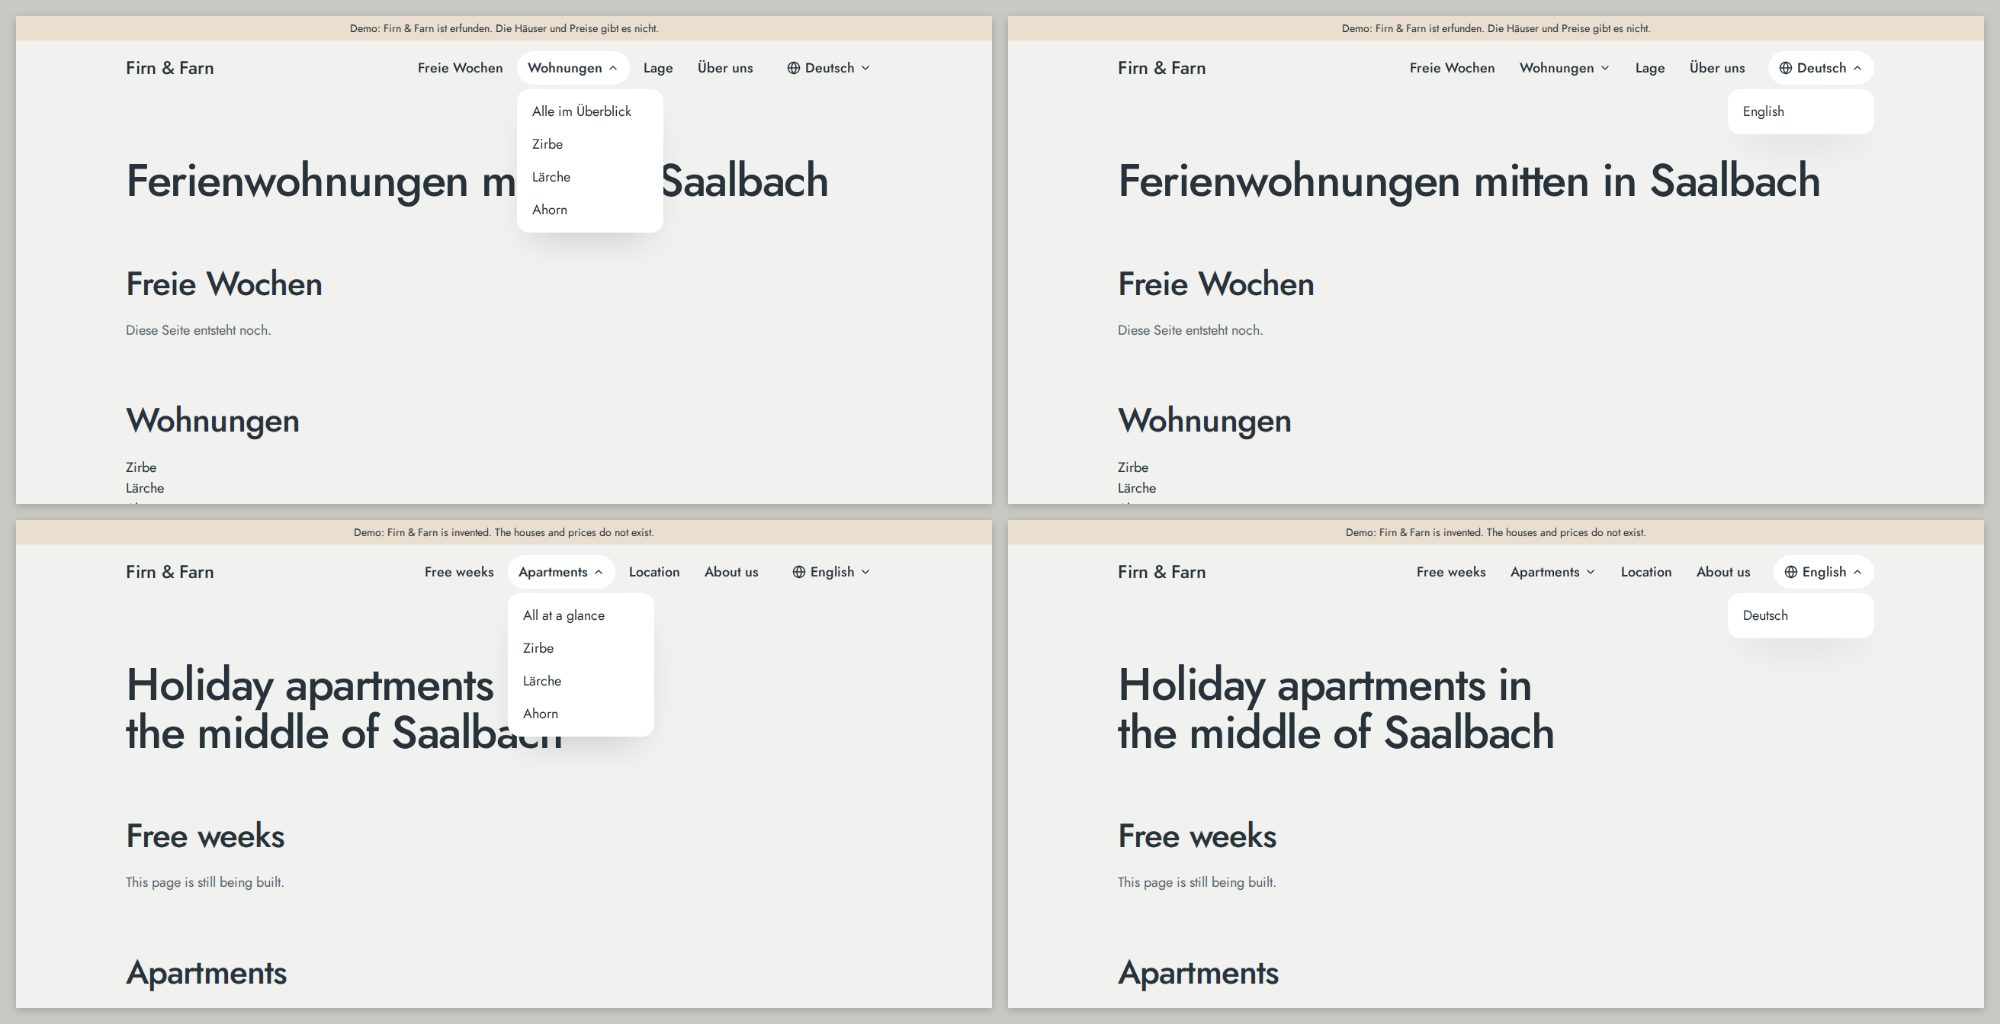 Demo: Firn & Farn ist erfunden. Die Häuser und Preise gibt es nicht.
Firn & Farn
Freie Wochen
Wohnungen
Lage
Über uns
Deutsch
Alle im Überblick
Zirbe
Lärche
Ahorn
Ferienwohnungen m
Saalbach
Freie Wochen
Diese Seite entsteht noch.
Wohnungen
Zirbe
Lärche
Demo: Firn & Farn ist erfunden. Die Häuser und Preise gibt es nicht.
Firn & Farn
Freie Wochen
Wohnungen
Lage
Über uns
Deutsch
English
Ferienwohnungen mitten in Saalbach
Freie Wochen
Diese Seite entsteht noch.
Wohnungen
Zirbe
Lärche
Demo: Firn & Farn is invented. The houses and prices do not exist.
Firn & Farn
Free weeks
Apartments
Location
About us
English
All at a glance
Zirbe
Lärche
Ahorn
Holiday apartments
the middle of Saalbach
Free weeks
This page is still being built.
Apartments
Demo: Firn & Farn is invented. The houses and prices do not exist.
Firn & Farn
Free weeks
Apartments
Location
About us
English
Deutsch
Holiday apartments in
the middle of Saalbach
Free weeks
This page is still being built.
Apartments